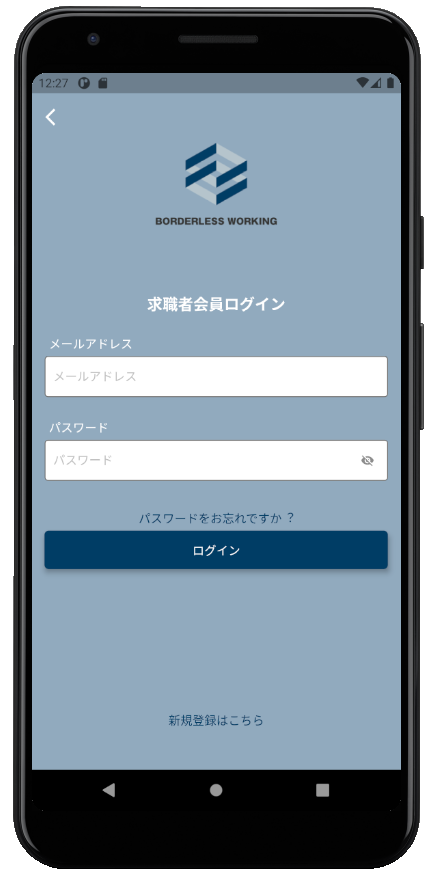 12:27
BORDERLESS WORKING
求職者会員ログイン
メールアドレス
メールアドレス
パスワード
パスワード
パスワードをお忘れですか ？
ログイン
新規登録はこちら